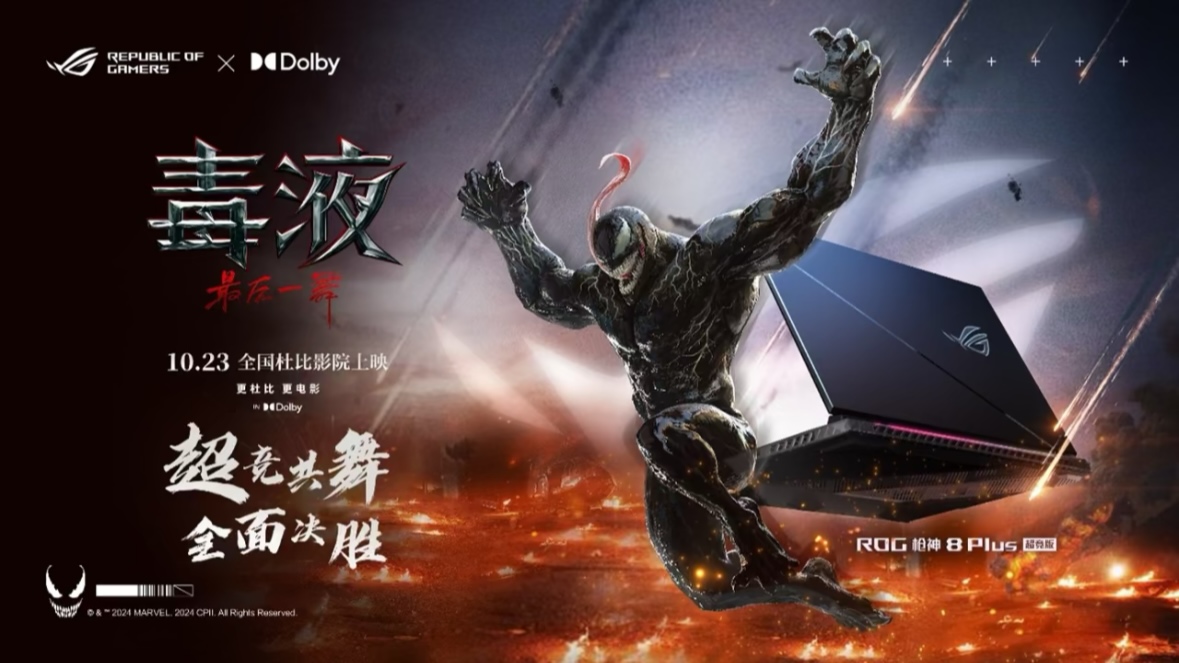 REPUBLIC OF GAMERS × Dolby
毒液
最后一舞
10.23 全国杜比影院上映
更杜比 更电影
IN Dolby
超竞共舞
全面决胜
ROG 枪神 8 Plus 超竞版
© & ™ 2024 MARVEL. 2024 CPII. All Rights Reserved.